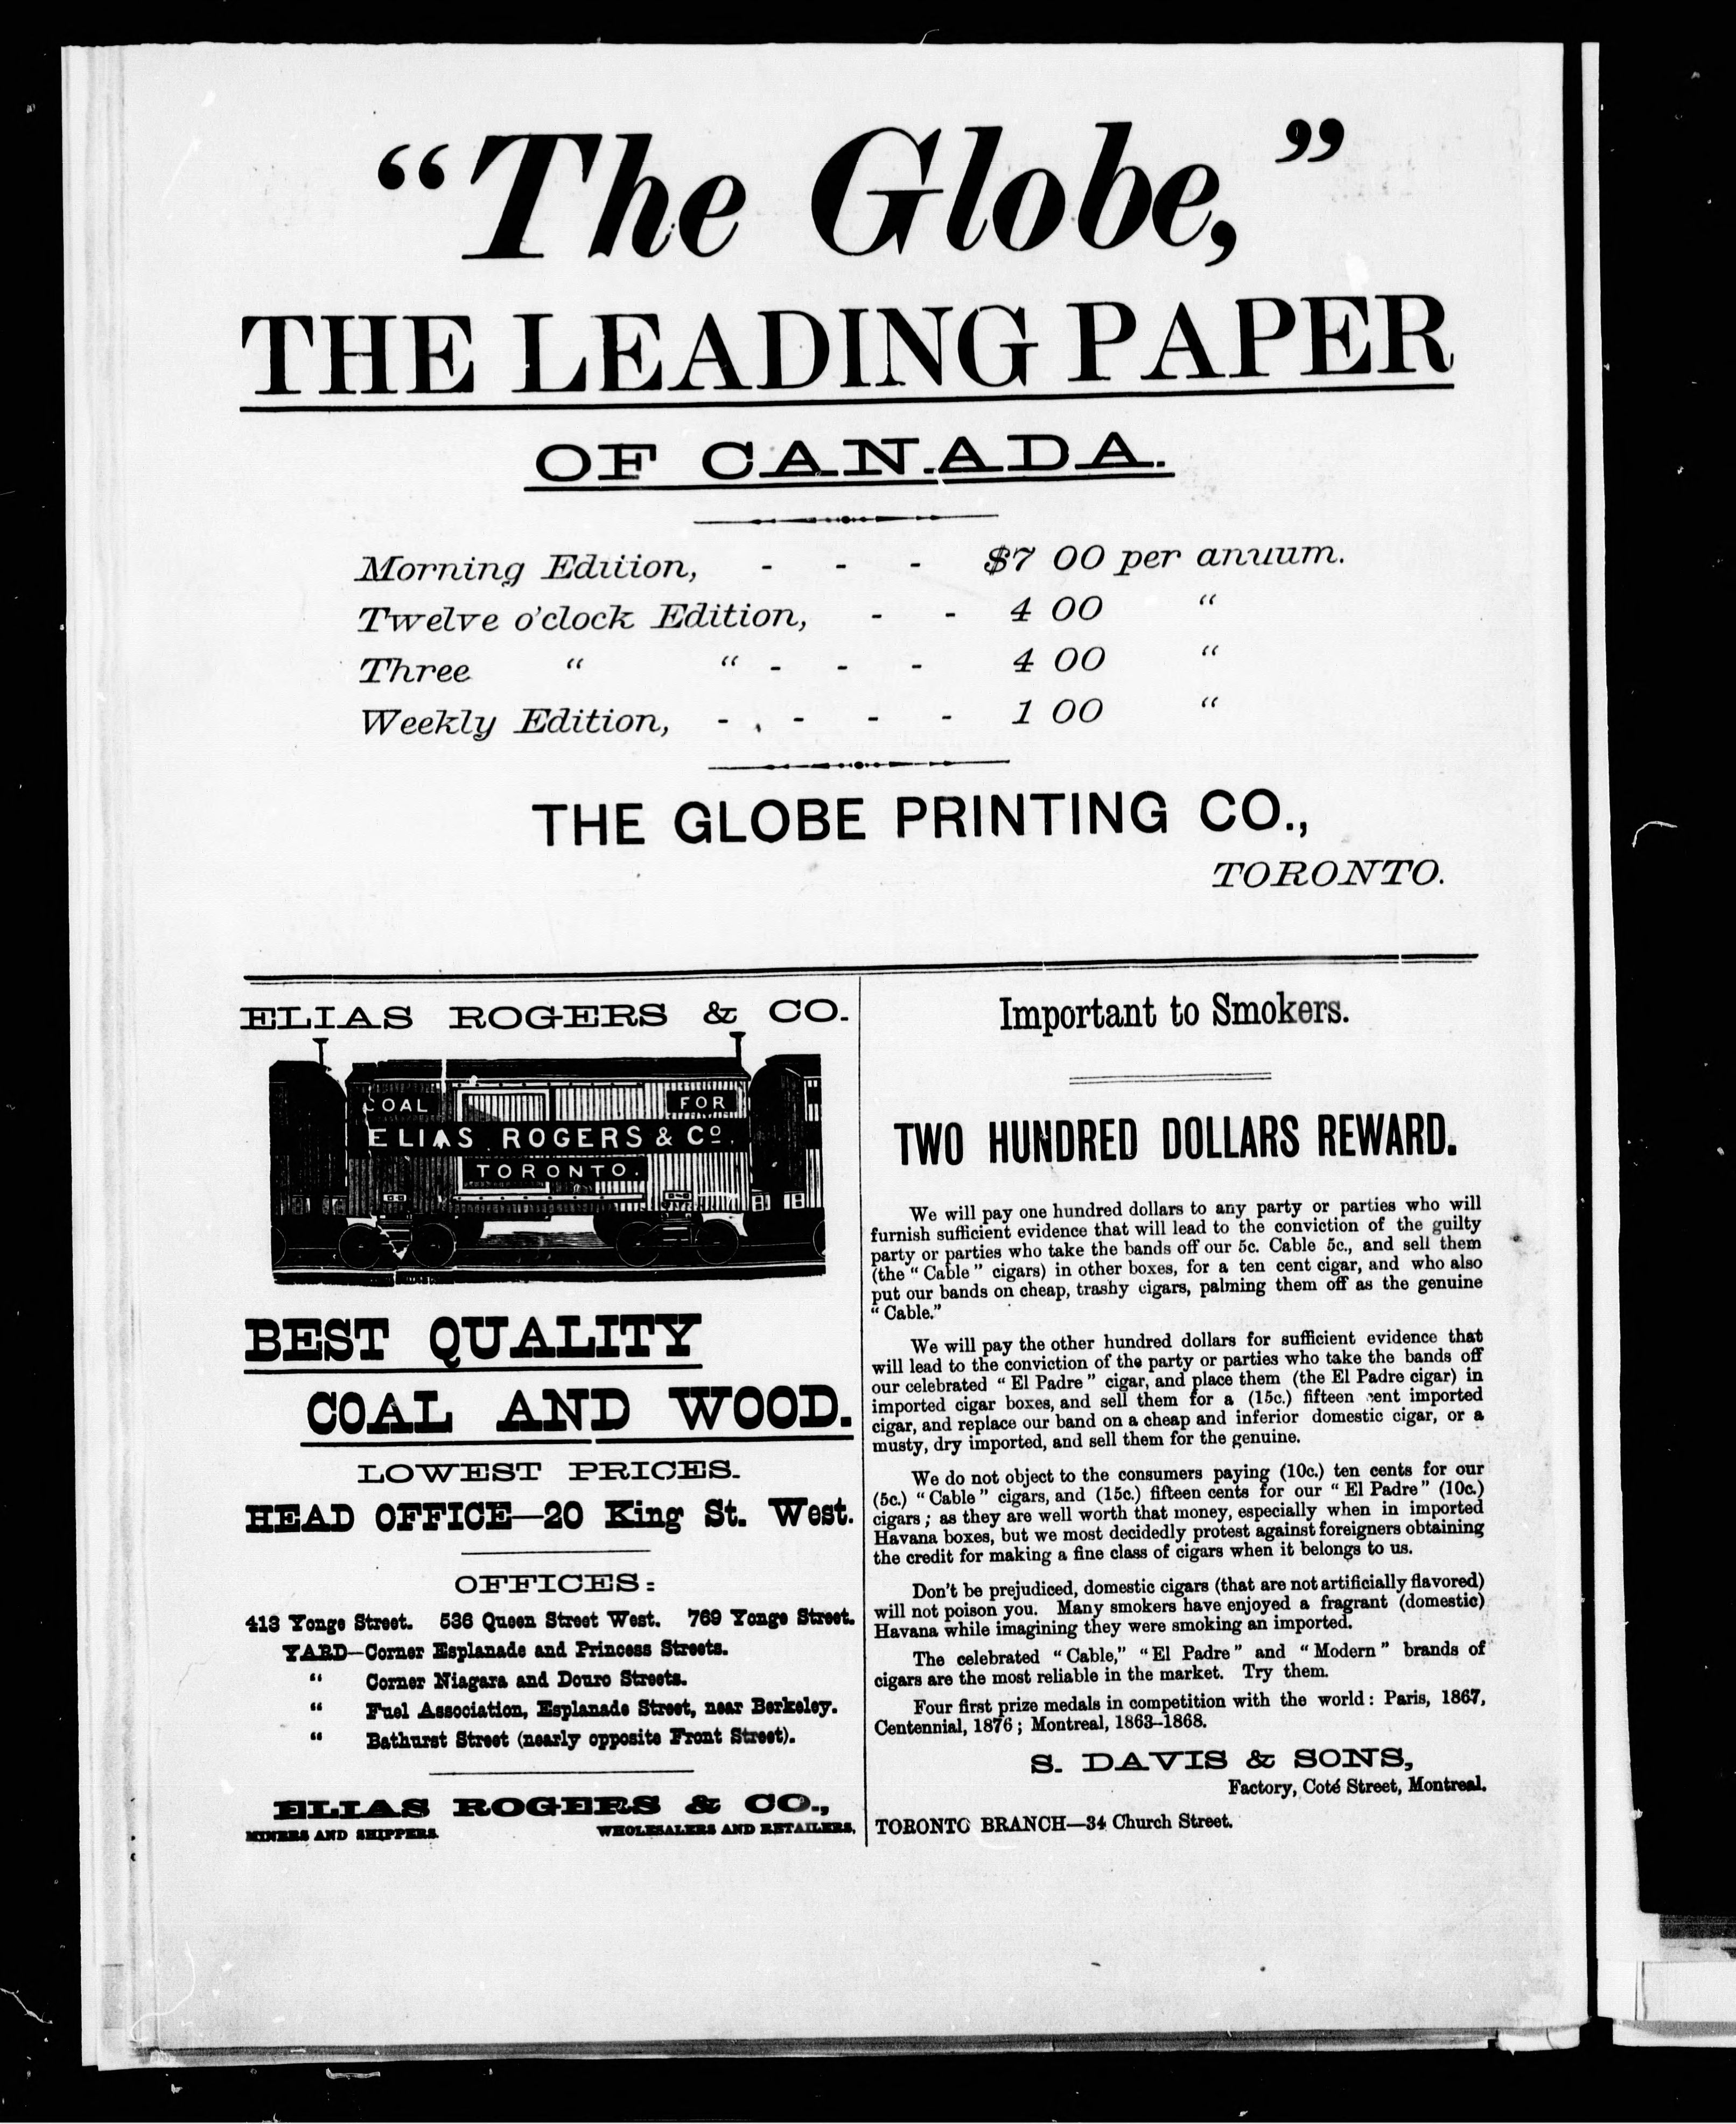 “The Globe,”
THE LEADING PAPER
OF CANADA.
Morning Edition, - - - $7 00 per anuum.
Twelve o'clock Edition, - - 4 00 “
Three “ “ - - - 4 00 “
Weekly Edition, - - - - 1 00 “
THE GLOBE PRINTING CO.,
TORONTO.
ELIAS ROGERS & CO.
COAL FOR
ELIAS ROGERS & Co.
TORONTO.
BEST QUALITY
COAL AND WOOD.
LOWEST PRICES.
HEAD OFFICE—20 King St. West.
OFFICES:
413 Yonge Street. 536 Queen Street West. 769 Yonge Street.
YARD—Corner Esplanade and Princess Streets.
“ Corner Niagara and Douro Streets.
“ Fuel Association, Esplanade Street, near Berkeley.
“ Bathurst Street (nearly opposite Front Street).
ELIAS ROGERS & CO.,
MINERS AND SHIPPERS. WHOLESALERS AND RETAILERS.
Important to Smokers.
TWO HUNDRED DOLLARS REWARD.
We will pay one hundred dollars to any party or parties who will
furnish sufficient evidence that will lead to the conviction of the guilty
party or parties who take the bands off our 5c. Cable 5c., and sell them
(the “Cable” cigars) in other boxes, for a ten cent cigar, and who also
put our bands on cheap, trashy cigars, palming them off as the genuine
“Cable.”
We will pay the other hundred dollars for sufficient evidence that
will lead to the conviction of the party or parties who take the bands off
our celebrated “El Padre” cigar, and place them (the El Padre cigar) in
imported cigar boxes, and sell them for a (15c.) fifteen cent imported
cigar, and replace our band on a cheap and inferior domestic cigar, or a
musty, dry imported, and sell them for the genuine.
We do not object to the consumers paying (10c.) ten cents for our
(5c.) “Cable” cigars, and (15c.) fifteen cents for our “El Padre” (10c.)
cigars; as they are well worth that money, especially when in imported
Havana boxes, but we most decidedly protest against foreigners obtaining
the credit for making a fine class of cigars when it belongs to us.
Don't be prejudiced, domestic cigars (that are not artificially flavored)
will not poison you. Many smokers have enjoyed a fragrant (domestic)
Havana while imagining they were smoking an imported.
The celebrated “Cable,” “El Padre” and “Modern” brands of
cigars are the most reliable in the market. Try them.
Four first prize medals in competition with the world: Paris, 1867,
Centennial, 1876; Montreal, 1863-1868.
S. DAVIS & SONS,
Factory, Coté Street, Montreal.
TORONTO BRANCH—34 Church Street.